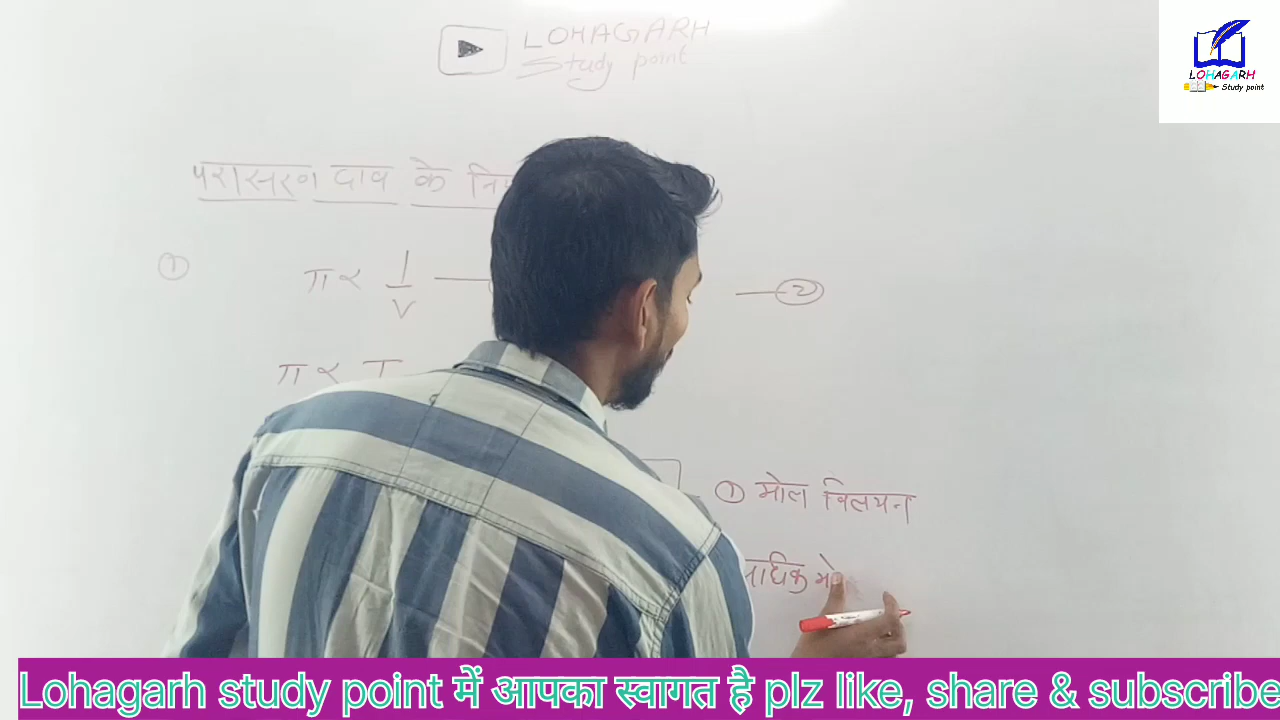 LOHAGARH
Study point
LOHAGARH
Study point
परासरण दाब के
①
π ∝ 1/V
②
π ∝ T
① मोल विलयन
Lohagarh study point में आपका स्वागत है plz like, share & subscribe